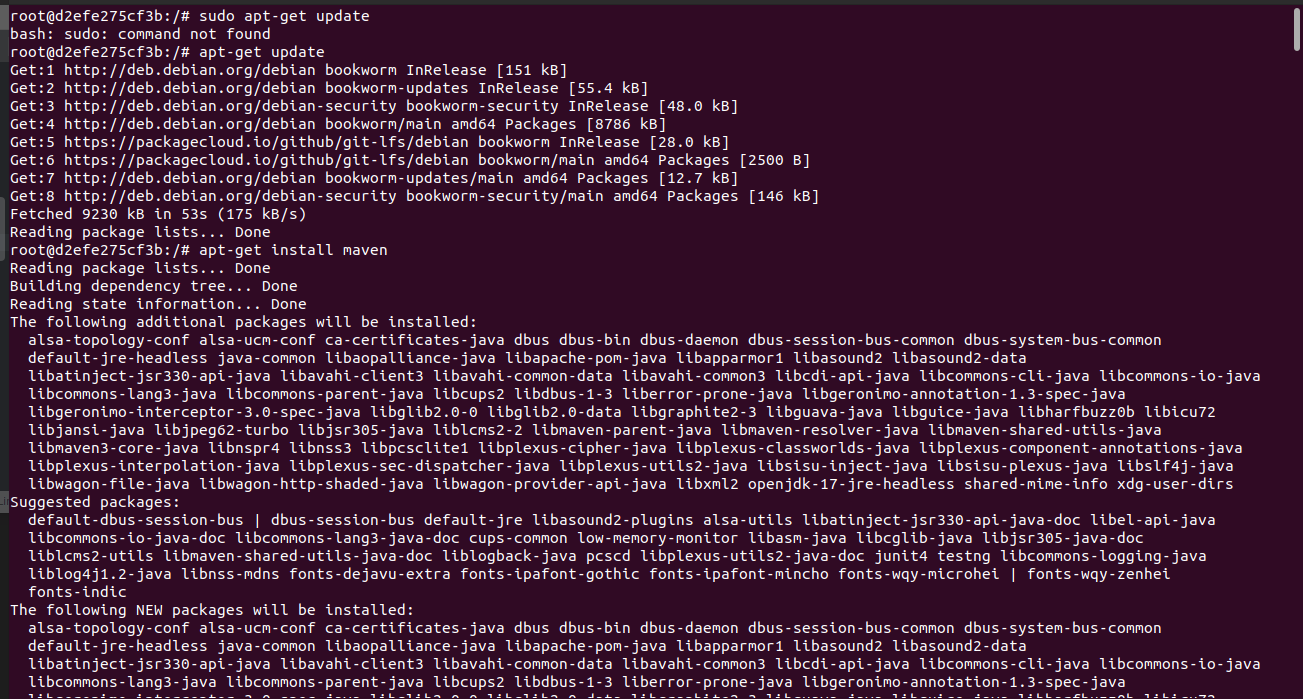 root@d2efe275cf3b:/# sudo apt-get update
bash: sudo: command not found
root@d2efe275cf3b:/# apt-get update
Get:1 http://deb.debian.org/debian bookworm InRelease [151 kB]
Get:2 http://deb.debian.org/debian bookworm-updates InRelease [55.4 kB]
Get:3 http://deb.debian.org/debian-security bookworm-security InRelease [48.0 kB]
Get:4 http://deb.debian.org/debian bookworm/main amd64 Packages [8786 kB]
Get:5 https://packagecloud.io/github/git-lfs/debian bookworm InRelease [28.0 kB]
Get:6 https://packagecloud.io/github/git-lfs/debian bookworm/main amd64 Packages [2500 B]
Get:7 http://deb.debian.org/debian bookworm-updates/main amd64 Packages [12.7 kB]
Get:8 http://deb.debian.org/debian-security bookworm-security/main amd64 Packages [146 kB]
Fetched 9230 kB in 53s (175 kB/s)
Reading package lists... Done
root@d2efe275cf3b:/# apt-get install maven
Reading package lists... Done
Building dependency tree... Done
Reading state information... Done
The following additional packages will be installed:
  alsa-topology-conf alsa-ucm-conf ca-certificates-java dbus dbus-bin dbus-daemon dbus-session-bus-common dbus-system-bus-common
  default-jre-headless java-common libaopalliance-java libapache-pom-java libapparmor1 libasound2 libasound2-data
  libatinject-jsr330-api-java libavahi-client3 libavahi-common-data libavahi-common3 libcdi-api-java libcommons-cli-java libcommons-io-java
  libcommons-lang3-java libcommons-parent-java libcups2 libdbus-1-3 liberror-prone-java libgeronimo-annotation-1.3-spec-java
  libgeronimo-interceptor-3.0-spec-java libglib2.0-0 libglib2.0-data libgraphite2-3 libguava-java libguice-java libharfbuzz0b libicu72
  libjansi-java libjpeg62-turbo libjsr305-java liblcms2-2 libmaven-parent-java libmaven-resolver-java libmaven-shared-utils-java
  libmaven3-core-java libnspr4 libnss3 libpcsclite1 libplexus-cipher-java libplexus-classworlds-java libplexus-component-annotations-java
  libplexus-interpolation-java libplexus-sec-dispatcher-java libplexus-utils2-java libsisu-inject-java libsisu-plexus-java libslf4j-java
  libwagon-file-java libwagon-http-shaded-java libwagon-provider-api-java libxml2 openjdk-17-jre-headless shared-mime-info xdg-user-dirs
Suggested packages:
  default-dbus-session-bus | dbus-session-bus default-jre libasound2-plugins alsa-utils libatinject-jsr330-api-java-doc libel-api-java
  libcommons-io-java-doc libcommons-lang3-java-doc cups-common low-memory-monitor libasm-java libcglib-java libjsr305-java-doc
  liblcms2-utils libmaven-shared-utils-java-doc liblogback-java pcscd libplexus-utils2-java-doc junit4 testng libcommons-logging-java
  liblog4j1.2-java libnss-mdns fonts-dejavu-extra fonts-ipafont-gothic fonts-ipafont-mincho fonts-wqy-microhei | fonts-wqy-zenhei
  fonts-indic
The following NEW packages will be installed:
  alsa-topology-conf alsa-ucm-conf ca-certificates-java dbus dbus-bin dbus-daemon dbus-session-bus-common dbus-system-bus-common
  default-jre-headless java-common libaopalliance-java libapache-pom-java libapparmor1 libasound2 libasound2-data
  libatinject-jsr330-api-java libavahi-client3 libavahi-common-data libavahi-common3 libcdi-api-java libcommons-cli-java libcommons-io-java
  libcommons-lang3-java libcommons-parent-java libcups2 libdbus-1-3 liberror-prone-java libgeronimo-annotation-1.3-spec-java